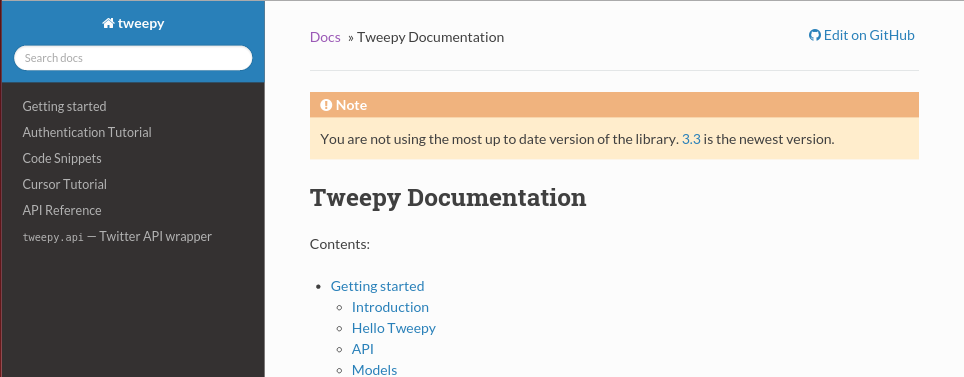 tweepy
Search docs
Getting started
Authentication Tutorial
Code Snippets
Cursor Tutorial
API Reference
tweepy.api — Twitter API wrapper
Docs » Tweepy Documentation
Edit on GitHub
Note
You are not using the most up to date version of the library. 3.3 is the newest version.
Tweepy Documentation
Contents:
Getting started
Introduction
Hello Tweepy
API
Models